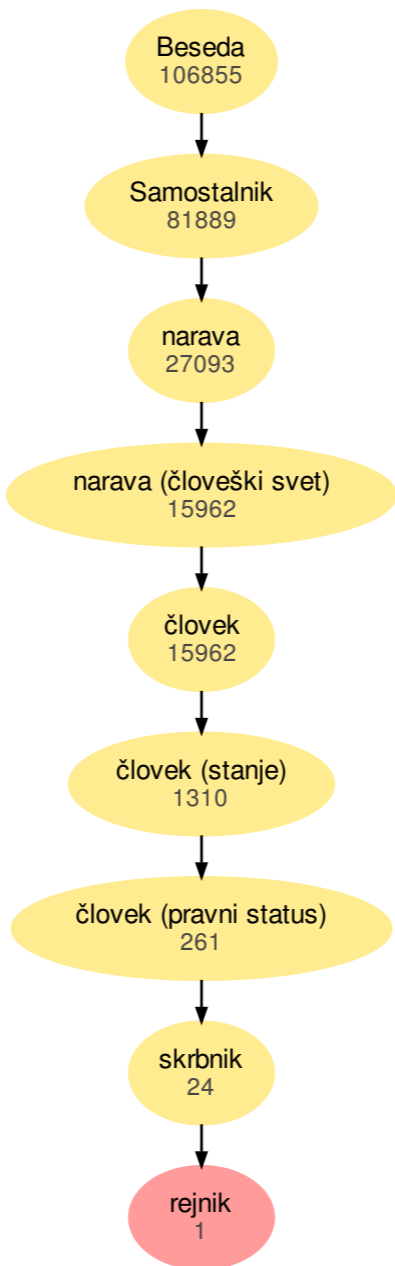 Beseda
106855
Samostalnik
81889
narava
27093
narava (človeški svet)
15962
človek
15962
človek (stanje)
1310
človek (pravni status)
261
skrbnik
24
rejnik
1